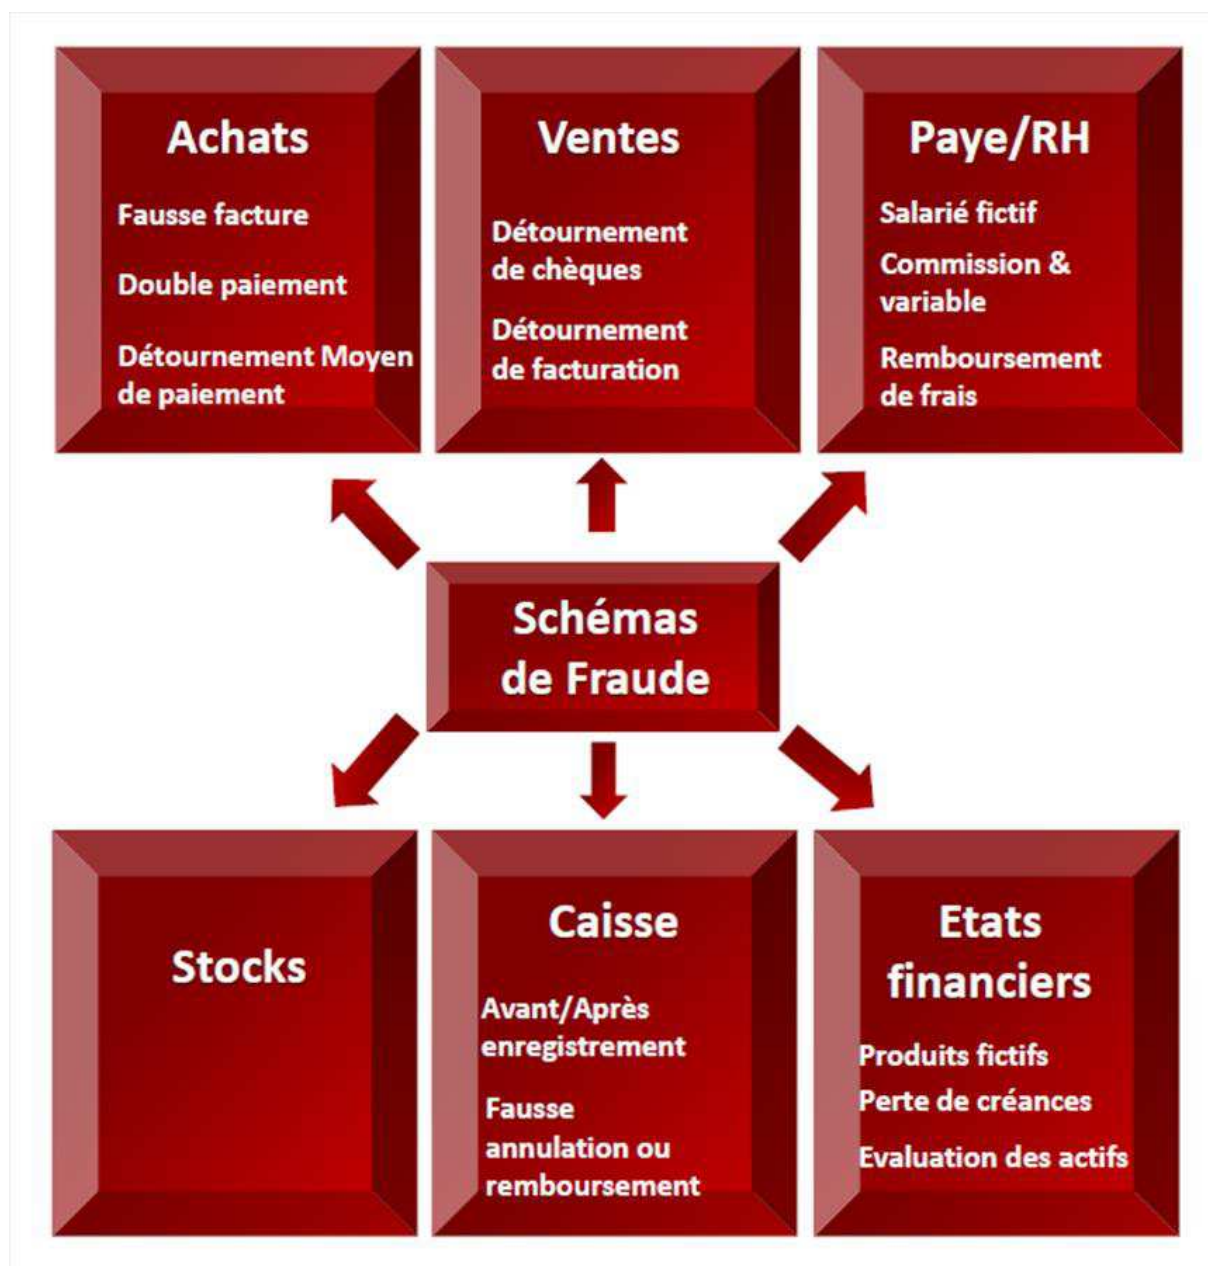 Achats
Fausse facture
Double paiement
Détournement Moyen
de paiement
Ventes
Détournement
de chèques
Détournement
de facturation
Paye/RH
Salarié fictif
Commission &
variable
Remboursement
de frais
Schémas
de Fraude
Stocks
Caisse
Avant/Après
enregistrement
Fausse
annulation ou
remboursement
Etats
financiers
Produits fictifs
Perte de créances
Evaluation des actifs